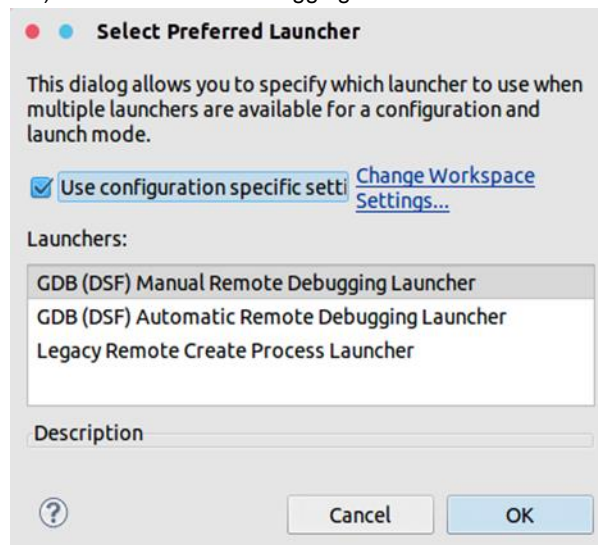 Select Preferred Launcher
This dialog allows you to specify which launcher to use when
multiple launchers are available for a configuration and
launch mode.
Use configuration specific setti
Change Workspace
Settings...
Launchers:
GDB (DSF) Manual Remote Debugging Launcher
GDB (DSF) Automatic Remote Debugging Launcher
Legacy Remote Create Process Launcher
Description
?
Cancel
OK